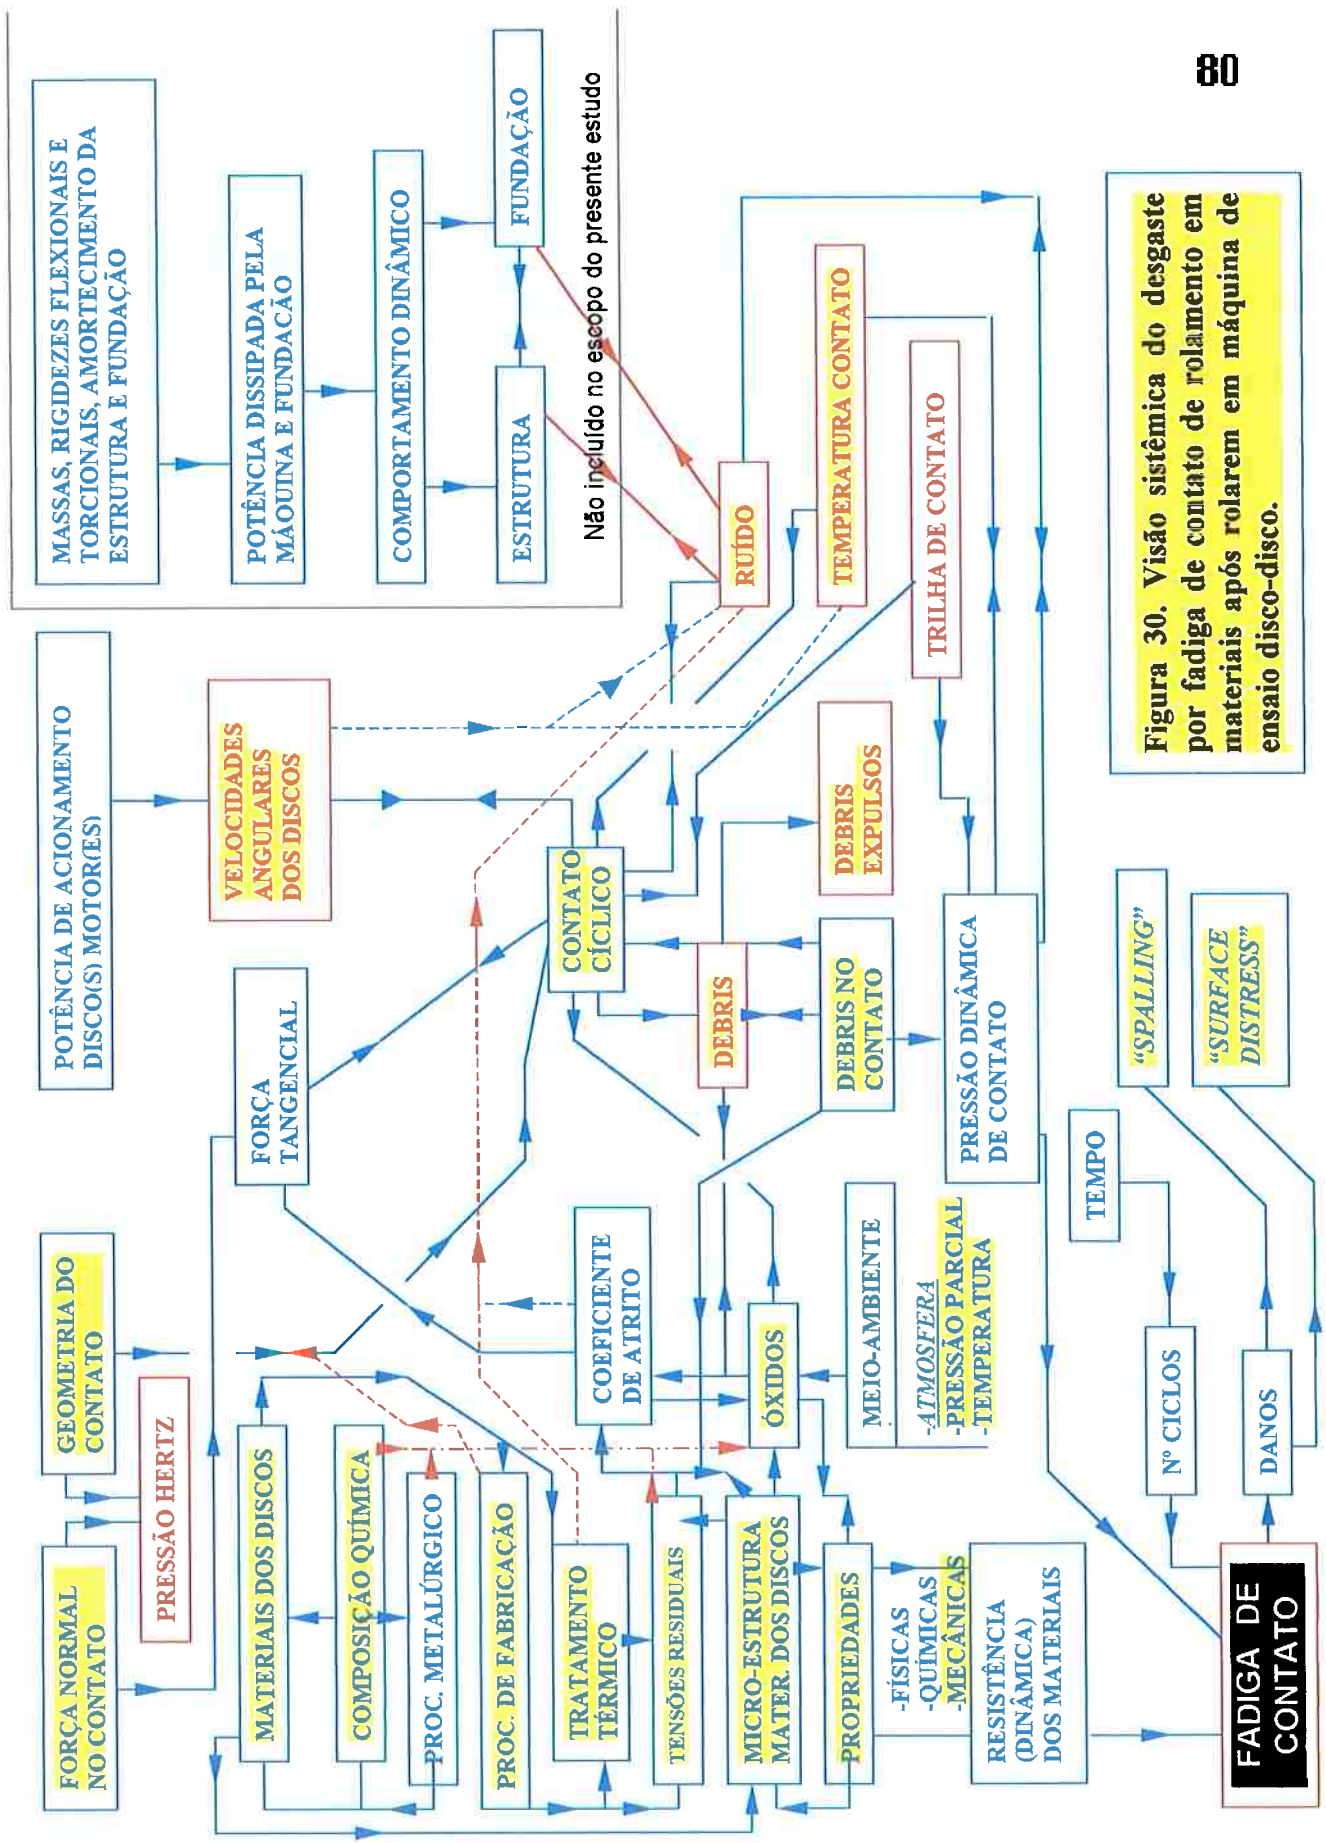 FORÇA NORMAL
NO CONTATO
GEOMETRIA DO
CONTATO
PRESSÃO HERTZ
POTÊNCIA DE ACIONAMENTO
DISCO(S) MOTOR(ES)
MASSAS, RIGIDEZES FLEXIONAIS E
TORCIONAIS, AMORTECIMENTO DA
ESTRUTURA E FUNDAÇÃO
POTÊNCIA DISSIPADA PELA
MÁQUINA E FUNDAÇÃO
COMPORTAMENTO DINÂMICO
ESTRUTURA
FUNDAÇÃO
Não incluído no escopo do presente estudo
FORÇA
TANGENCIAL
VELOCIDADES
ANGULARES
DOS DISCOS
MATERIAIS DOS DISCOS
COMPOSIÇÃO QUÍMICA
PROC. METALÚRGICO
PROC. DE FABRICAÇÃO
TRATAMENTO
TÉRMICO
TENSÕES RESIDUAIS
MICRO-ESTRUTURA
MATER. DOS DISCOS
PROPRIEDADES
-FÍSICAS
-QUÍMICAS
-MECÂNICAS
RESISTÊNCIA
(DINÂMICA)
DOS MATERIAIS
COEFICIENTE
DE ATRITO
ÓXIDOS
MEIO-AMBIENTE
-ATMOSFERA
-PRESSÃO PARCIAL
-TEMPERATURA
CONTATO
CÍCLICO
DEBRIS
DEBRIS NO
CONTATO
DEBRIS
EXPULSOS
RUÍDO
TEMPERATURA CONTATO
TRILHA DE CONTATO
PRESSÃO DINÂMICA
DE CONTATO
TEMPO
Nº CICLOS
DANOS
"SPALLING"
"SURFACE
DISTRESS"
FADIGA DE
CONTATO
Figura 30. Visão sistêmica do desgaste
por fadiga de contato de rolamento em
materiais após rolarem em máquina de
ensaio disco-disco.
80